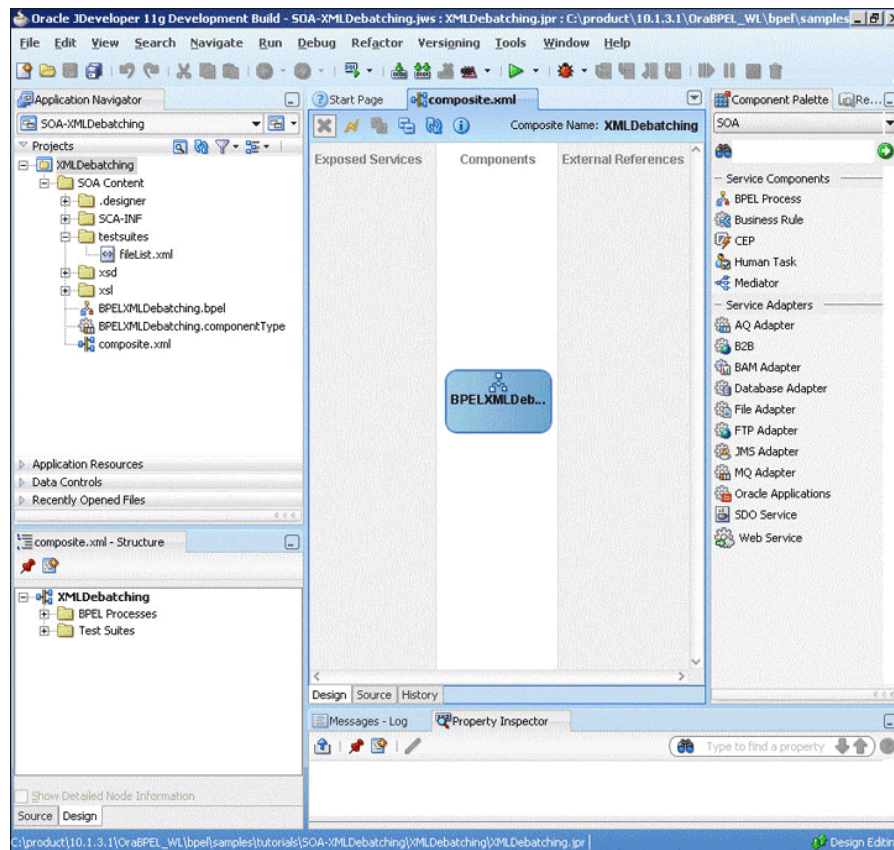 Oracle JDeveloper 11g Development Build - SOA-XMLDebatching.jws : XMLDebatching.jpr : C:\product\10.1.3.1\OraBPEL_WL\bpel\samples
File Edit View Search Navigate Run Debug Refactor Versioning Tools Window Help
Application Navigator
SOA-XMLDebatching
Projects
XMLDebatching
SOA Content
.designer
SCA-INF
testsuites
fileList.xml
xsd
xsl
BPELXMLDebatching.bpel
BPELXMLDebatching.componentType
composite.xml
Application Resources
Data Controls
Recently Opened Files
composite.xml - Structure
XMLDebatching
BPEL Processes
Test Suites
Show Detailed Node Information
Source Design
Start Page composite.xml
Composite Name: XMLDebatching
Exposed Services Components External References
BPELXMLDeb...
Design Source History
Messages - Log Property Inspector
Type to find a property
Component Palette Re...
SOA
Service Components
BPEL Process
Business Rule
CEP
Human Task
Mediator
Service Adapters
AQ Adapter
B2B
BAM Adapter
Database Adapter
File Adapter
FTP Adapter
JMS Adapter
MQ Adapter
Oracle Applications
SDO Service
Web Service
C:\product\10.1.3.1\OraBPEL_WL\bpel\samples\tutorials\SOA-XMLDebatching\XMLDebatching\XMLDebatching.jpr
Design Editin